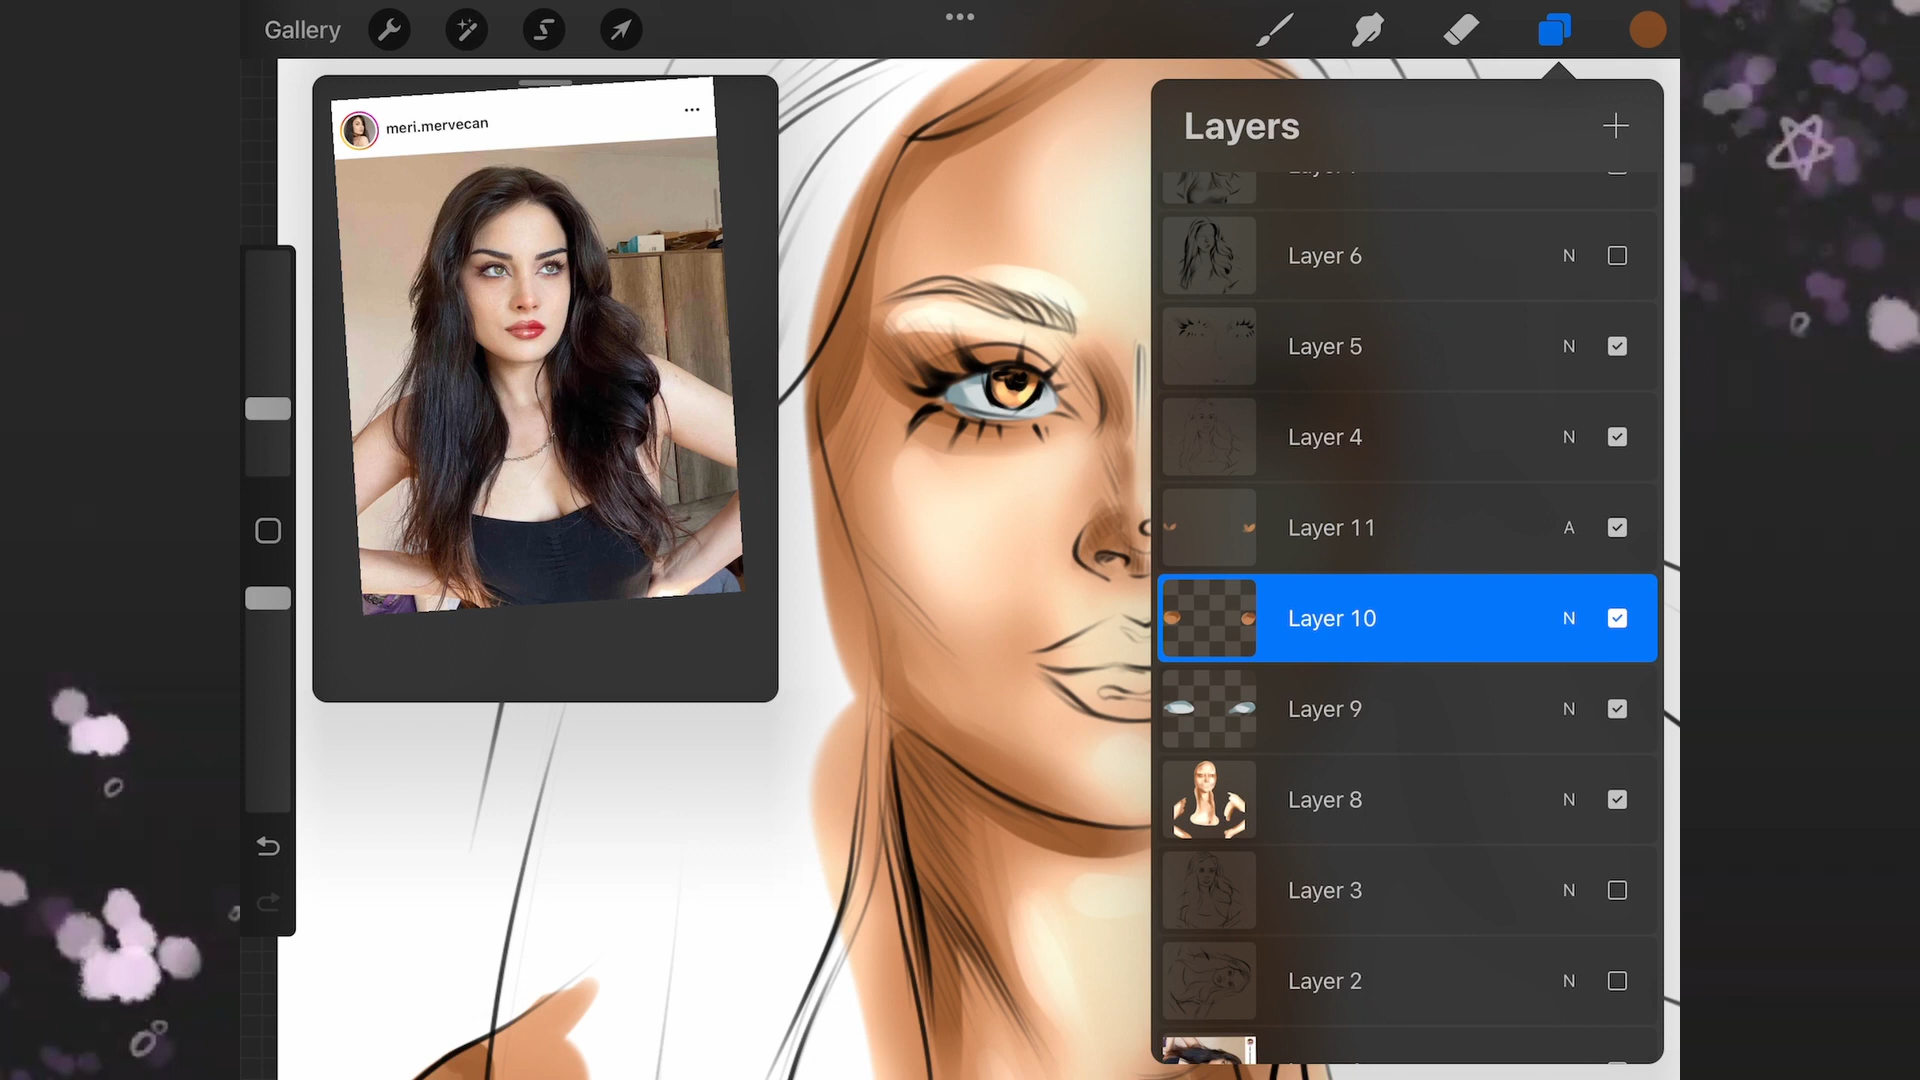 Gallery
meri.mervecan
Layers
Layer 6 N
Layer 5 N
Layer 4 N
Layer 11 A
Layer 10 N
Layer 9 N
Layer 8 N
Layer 3 N
Layer 2 N